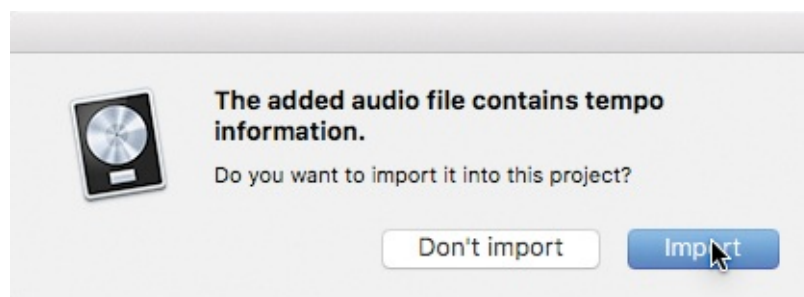 The added audio file contains tempo
information.
Do you want to import it into this project?
Don't import
Import